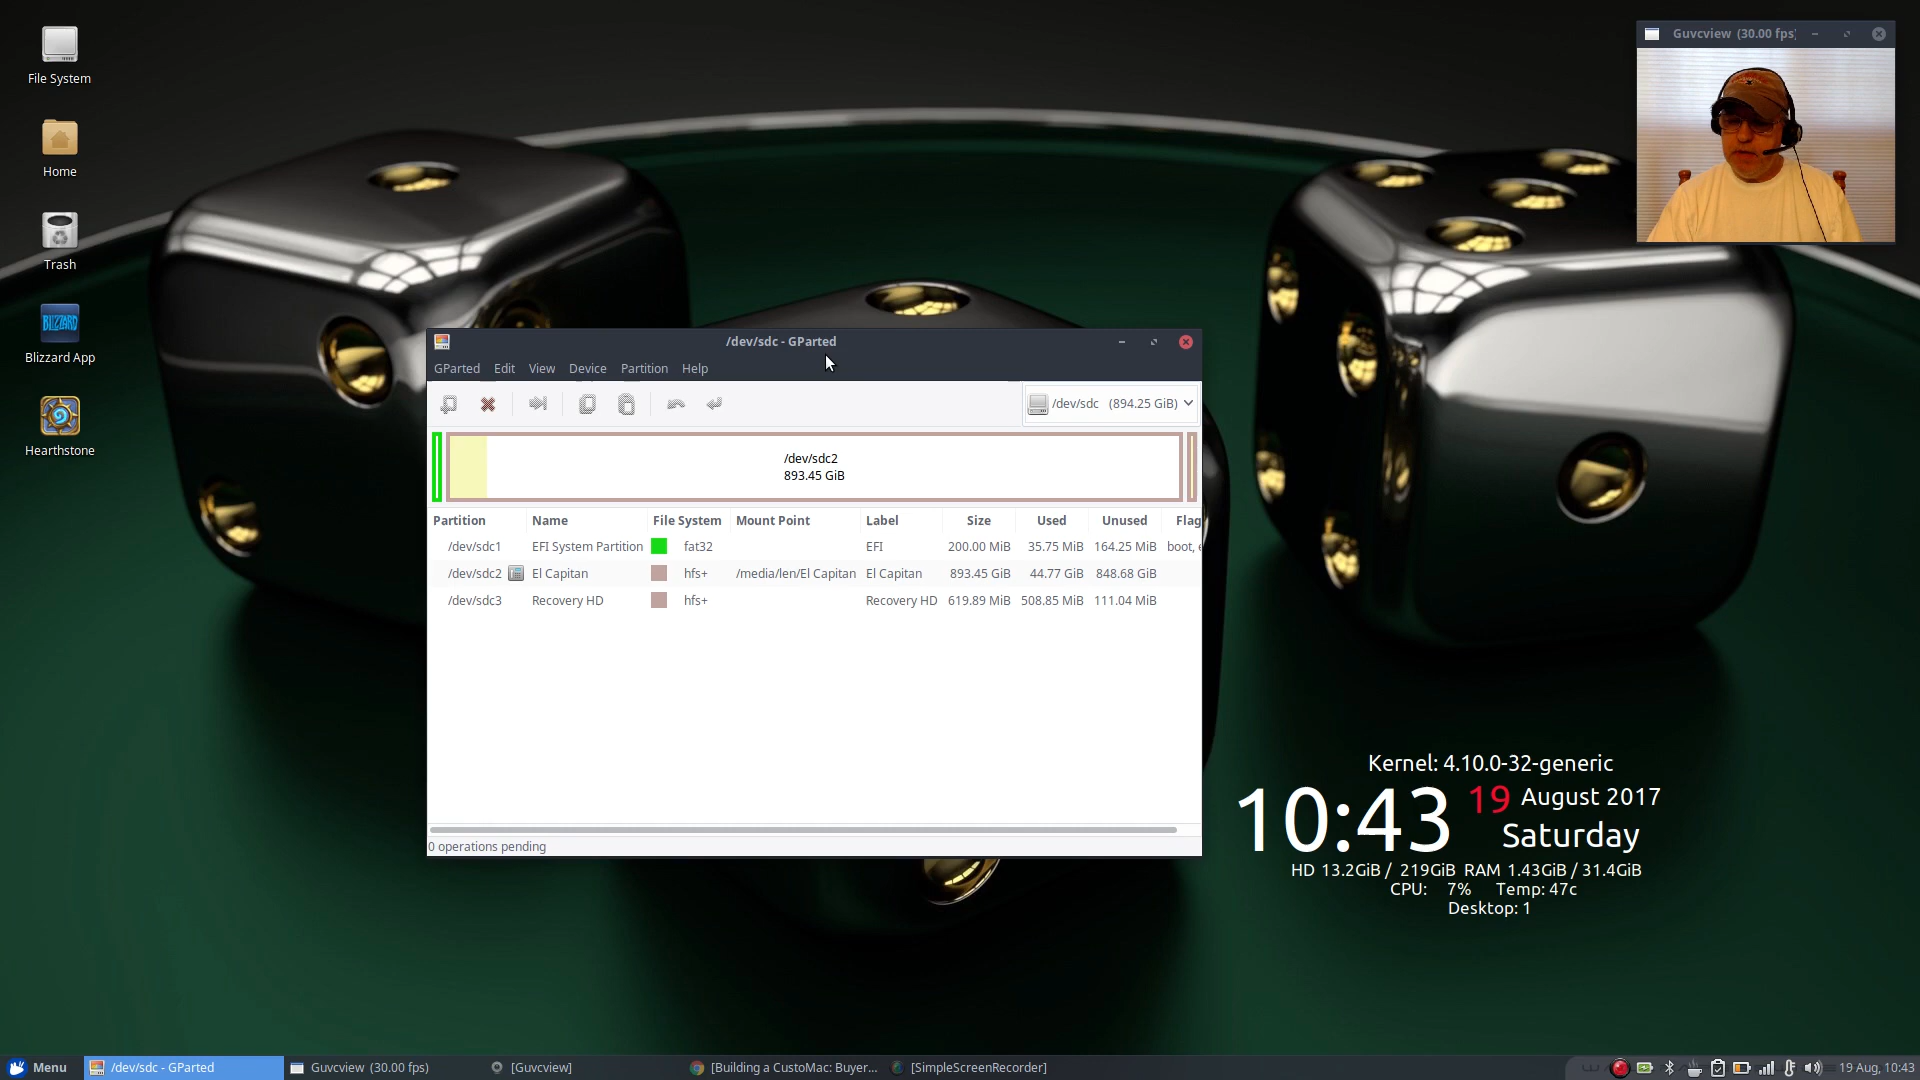 File System
Home
Trash
BLIZZARD
Blizzard App
Hearthstone
Guvcview (30.00 fps)
/dev/sdc - GParted
GParted Edit View Device Partition Help
/dev/sdc (894.25 GiB)
/dev/sdc2
893.45 GiB
Partition Name File System Mount Point Label Size Used Unused Flag
/dev/sdc1 EFI System Partition fat32 EFI 200.00 MiB 35.75 MiB 164.25 MiB boot, e
/dev/sdc2 El Capitan hfs+ /media/len/El Capitan El Capitan 893.45 GiB 44.77 GiB 848.68 GiB
/dev/sdc3 Recovery HD hfs+ Recovery HD 619.89 MiB 508.85 MiB 111.04 MiB
0 operations pending
Kernel: 4.10.0-32-generic
10:43 19 August 2017
Saturday
HD 13.2GiB / 219GiB RAM 1.43GiB / 31.4GiB
CPU: 7% Temp: 47c
Desktop: 1
Menu /dev/sdc - GParted Guvcview (30.00 fps) [Guvcview] [Building a CustoMac: Buyer... [SimpleScreenRecorder] 19 Aug, 10:43